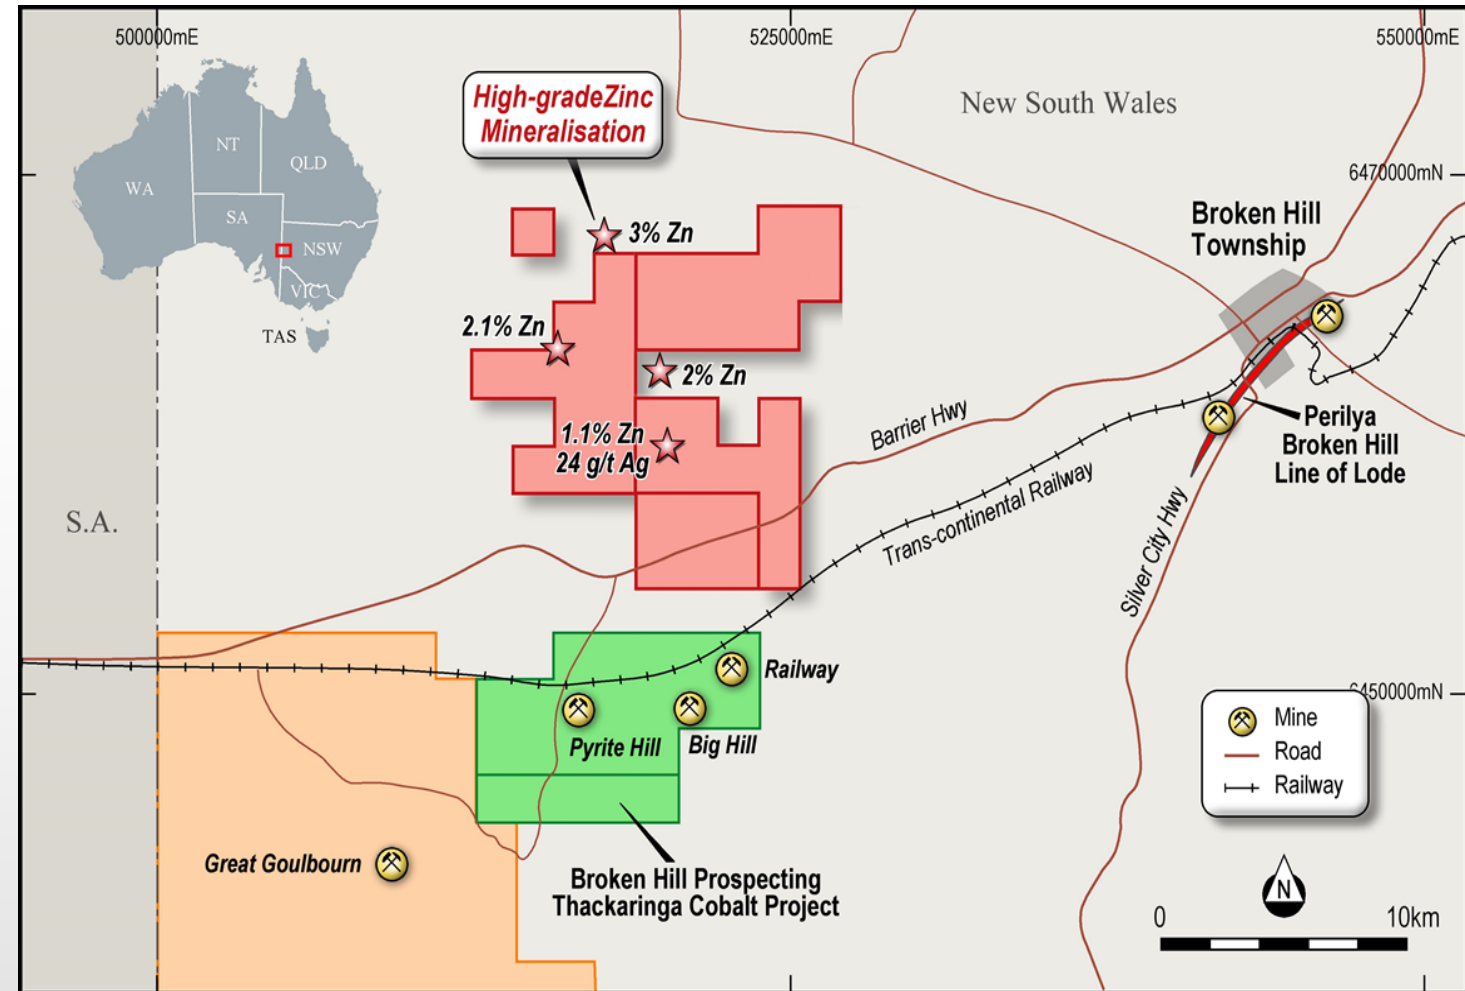 500000mE
525000mE
550000mE
High-gradeZinc
Mineralisation
New South Wales
NT
QLD
WA
SA
NSW
VIC
TAS
6470000mN
Broken Hill
Township
3% Zn
2.1% Zn
2% Zn
1.1% Zn
24 g/t Ag
Barrier Hwy
Perilya
Broken Hill
Line of Lode
Trans-continental Railway
Silver City Hwy
S.A.
Railway
Pyrite Hill
Big Hill
6450000mN
Mine
Road
Railway
Great Goulbourn
Broken Hill Prospecting
Thackaringa Cobalt Project
N
0 10km